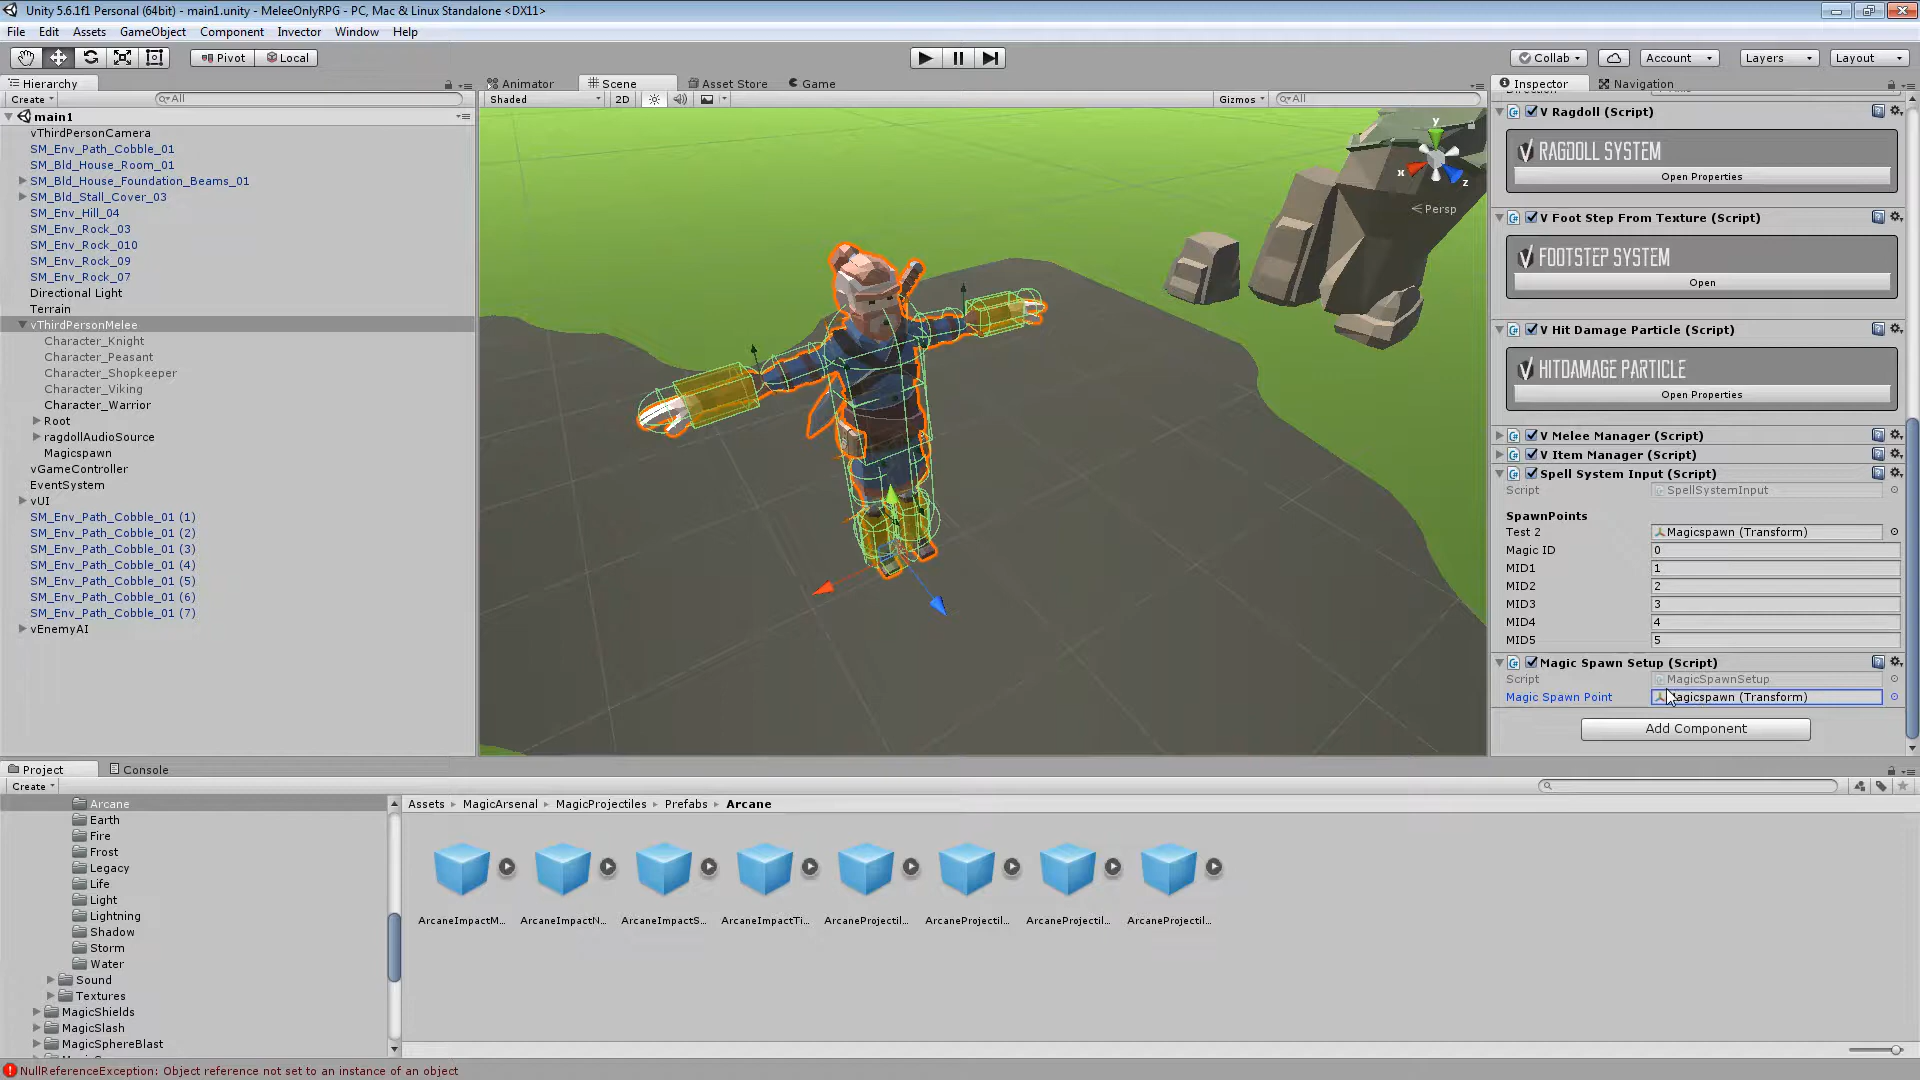 Unity 5.6.1f1 Personal (64bit) - main1.unity - MeleeOnlyRPG - PC, Mac & Linux Standalone <DX11>
File Edit Assets GameObject Component Invector Window Help
Pivot Local Collab Account Layers Layout
Hierarchy
Create All
main1
vThirdPersonCamera
SM_Env_Path_Cobble_01
SM_Bld_House_Room_01
SM_Bld_House_Foundation_Beams_01
SM_Bld_Stall_Cover_03
SM_Env_Hill_04
SM_Env_Rock_03
SM_Env_Rock_010
SM_Env_Rock_09
SM_Env_Rock_07
Directional Light
Terrain
vThirdPersonMelee
Character_Knight
Character_Peasant
Character_Shopkeeper
Character_Viking
Character_Warrior
Root
ragdollAudioSource
Magicspawn
vGameController
EventSystem
vUI
SM_Env_Path_Cobble_01 (1)
SM_Env_Path_Cobble_01 (2)
SM_Env_Path_Cobble_01 (3)
SM_Env_Path_Cobble_01 (4)
SM_Env_Path_Cobble_01 (5)
SM_Env_Path_Cobble_01 (6)
SM_Env_Path_Cobble_01 (7)
vEnemyAI
Animator Scene Asset Store Game
Shaded 2D Gizmos All
y
x
z
Persp
Inspector Navigation
V Ragdoll (Script)
RAGDOLL SYSTEM
Open Properties
V Foot Step From Texture (Script)
FOOTSTEP SYSTEM
Open
V Hit Damage Particle (Script)
HITDAMAGE PARTICLE
Open Properties
V Melee Manager (Script)
V Item Manager (Script)
Spell System Input (Script)
Script SpellSystemInput
SpawnPoints
Test 2 Magicspawn (Transform)
Magic ID 0
MID1 1
MID2 2
MID3 3
MID4 4
MID5 5
Magic Spawn Setup (Script)
Script MagicSpawnSetup
Magic Spawn Point Magicspawn (Transform)
Add Component
Project Console
Create
Arcane
Earth
Fire
Frost
Legacy
Life
Light
Lightning
Shadow
Storm
Water
Sound
Textures
MagicShields
MagicSlash
MagicSphereBlast
Assets MagicArsenal MagicProjectiles Prefabs Arcane
ArcaneImpactM... ArcaneImpactN... ArcaneImpactS... ArcaneImpactTi... ArcaneProjectil... ArcaneProjectil... ArcaneProjectil... ArcaneProjectil...
NullReferenceException: Object reference not set to an instance of an object